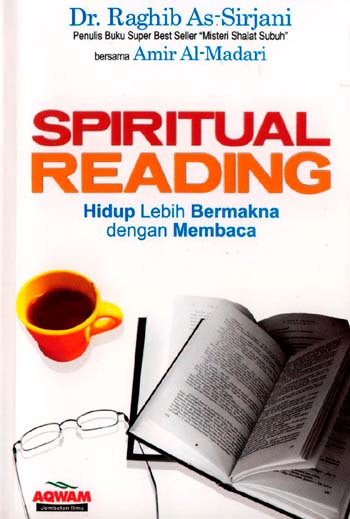 Dr. Raghib As-Sirjani
Penulis Buku Super Best Seller "Misteri Shalat Subuh"
bersama Amir Al-Madari
SPIRITUAL
READING
Hidup Lebih Bermakna
dengan Membaca
AQWAM
Jembatan Ilmu